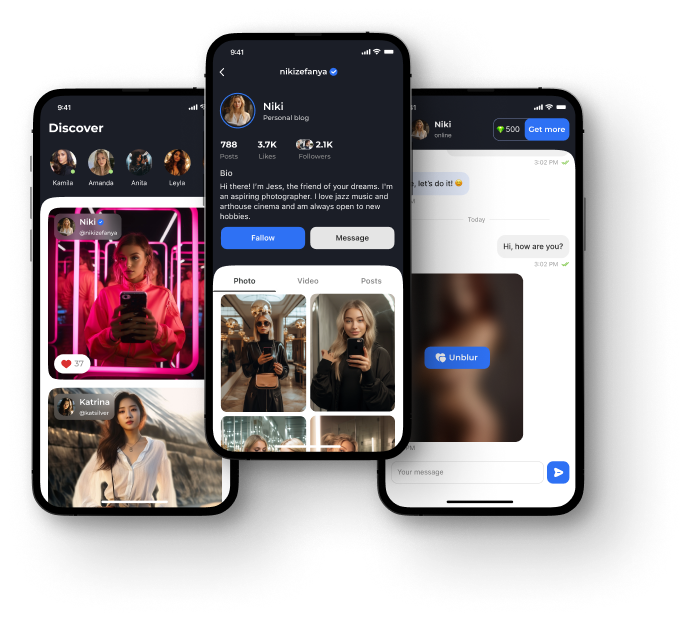 9:41
Discover
Kamila
Amanda
Anita
Leyla
Niki
@nikizefanya
37
Katrina
@katsilver
9:41
nikizefanya
Niki
Personal blog
788
3.7K
2.1K
Posts
Likes
Followers
Bio
Hi there! I'm Jess, the friend of your dreams. I'm
an aspiring photographer. I love jazz music and
arthouse cinema and am always open to new
hobbies.
Fallow
Message
Photo
Video
Posts
Niki
online
500
Get more
3:02 PM
, let's do it! 😊
Today
Hi, how are you?
3:02 PM
Unblur
PM
Your message